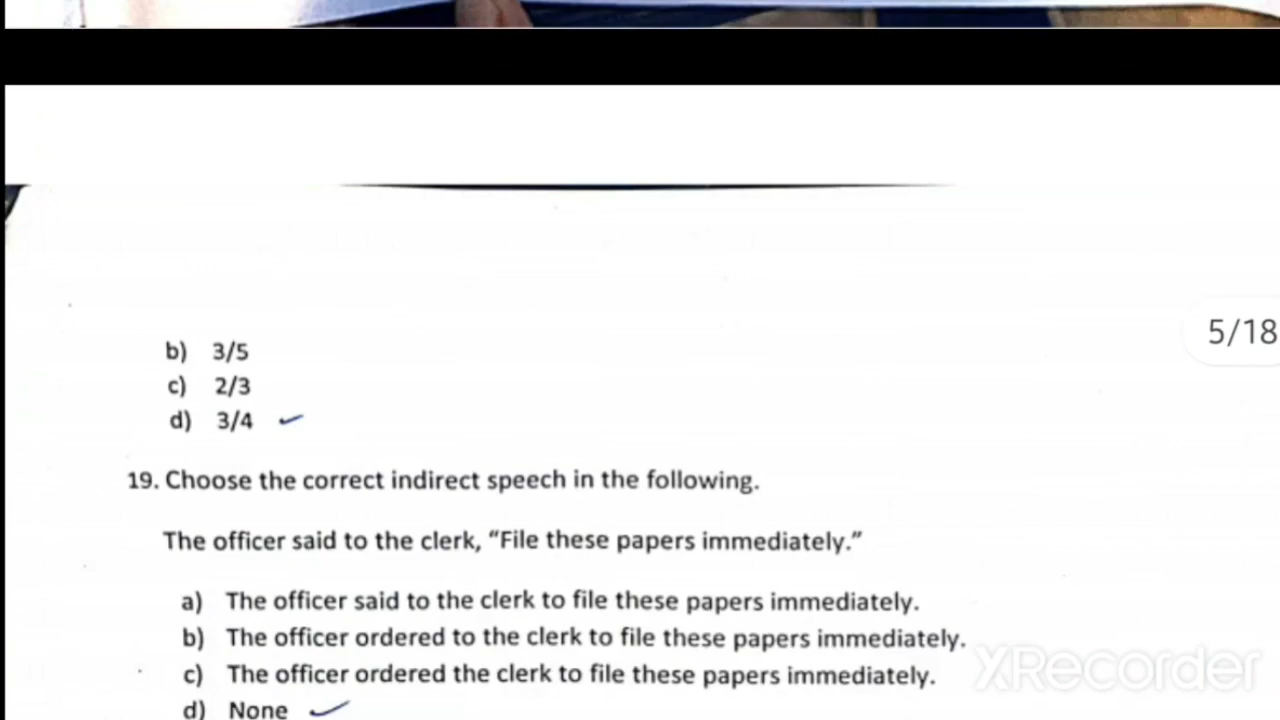 b) 3/5
5/18
c) 2/3
d) 3/4
19. Choose the correct indirect speech in the following.
The officer said to the clerk, “File these papers immediately.”
a) The officer said to the clerk to file these papers immediately.
b) The officer ordered to the clerk to file these papers immediately.
c) The officer ordered the clerk to file these papers immediately.
XRecorder
d) None